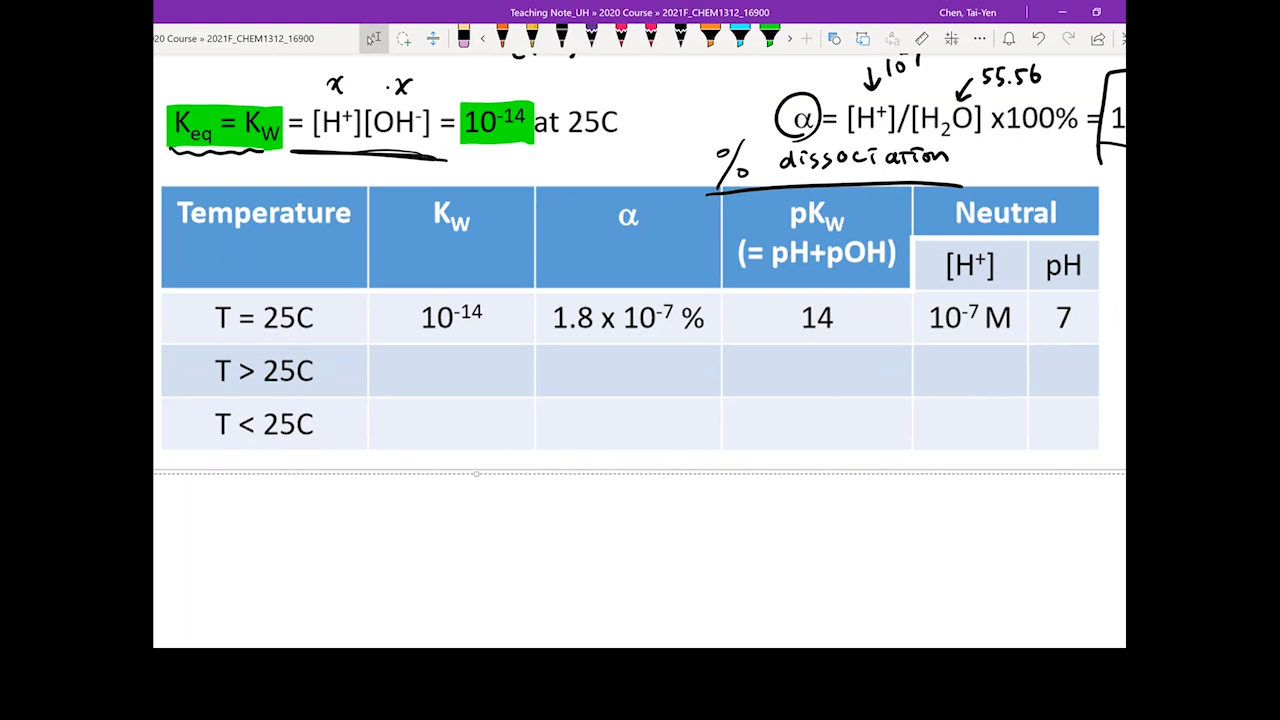 Teaching Note_UH » 2020 Course » 2021F_CHEM1312_16900
Chen, Tai-Yen
20 Course » 2021F_CHEM1312_16900
x x
55.56
K_eq = K_W = [H⁺][OH⁻] = 10⁻¹⁴ at 25C
α = [H⁺]/[H₂O] x100% = 1
% dissociation
Temperature K_W α pK_W Neutral
(= pH+pOH) [H⁺] pH
T = 25C 10⁻¹⁴ 1.8 x 10⁻⁷ % 14 10⁻⁷ M 7
T > 25C
T < 25C